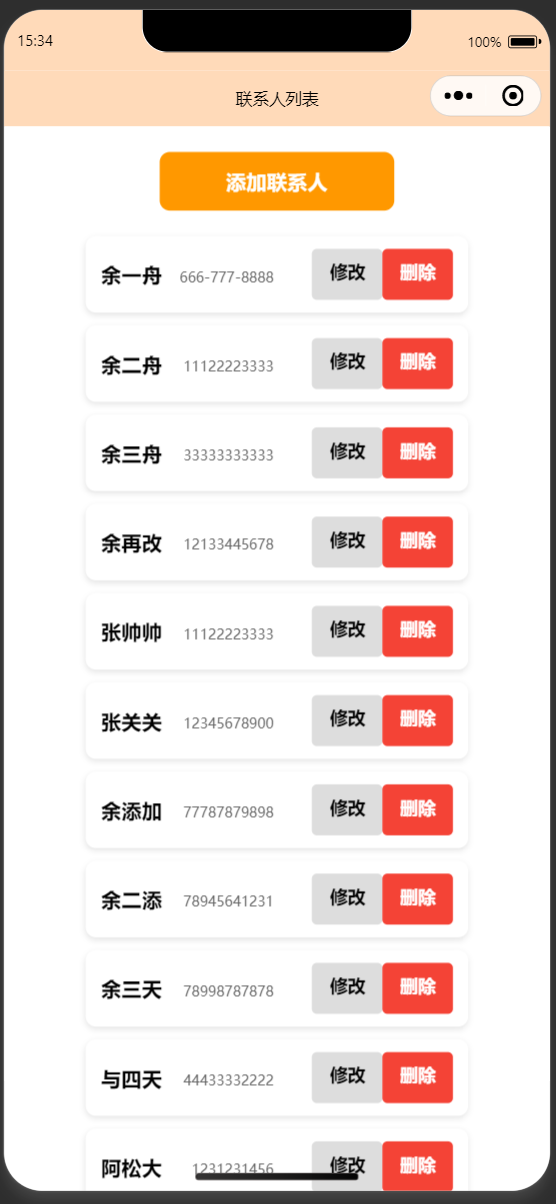 15:34 100%
联系人列表
添加联系人
余一舟 666-777-8888 修改 删除
余二舟 11122223333 修改 删除
余三舟 33333333333 修改 删除
余再改 12133445678 修改 删除
张帅帅 11122223333 修改 删除
张关关 12345678900 修改 删除
余添加 77787879898 修改 删除
余二添 78945641231 修改 删除
余三天 78998787878 修改 删除
与四天 44433332222 修改 删除
阿松大 1231231456 修改 删除